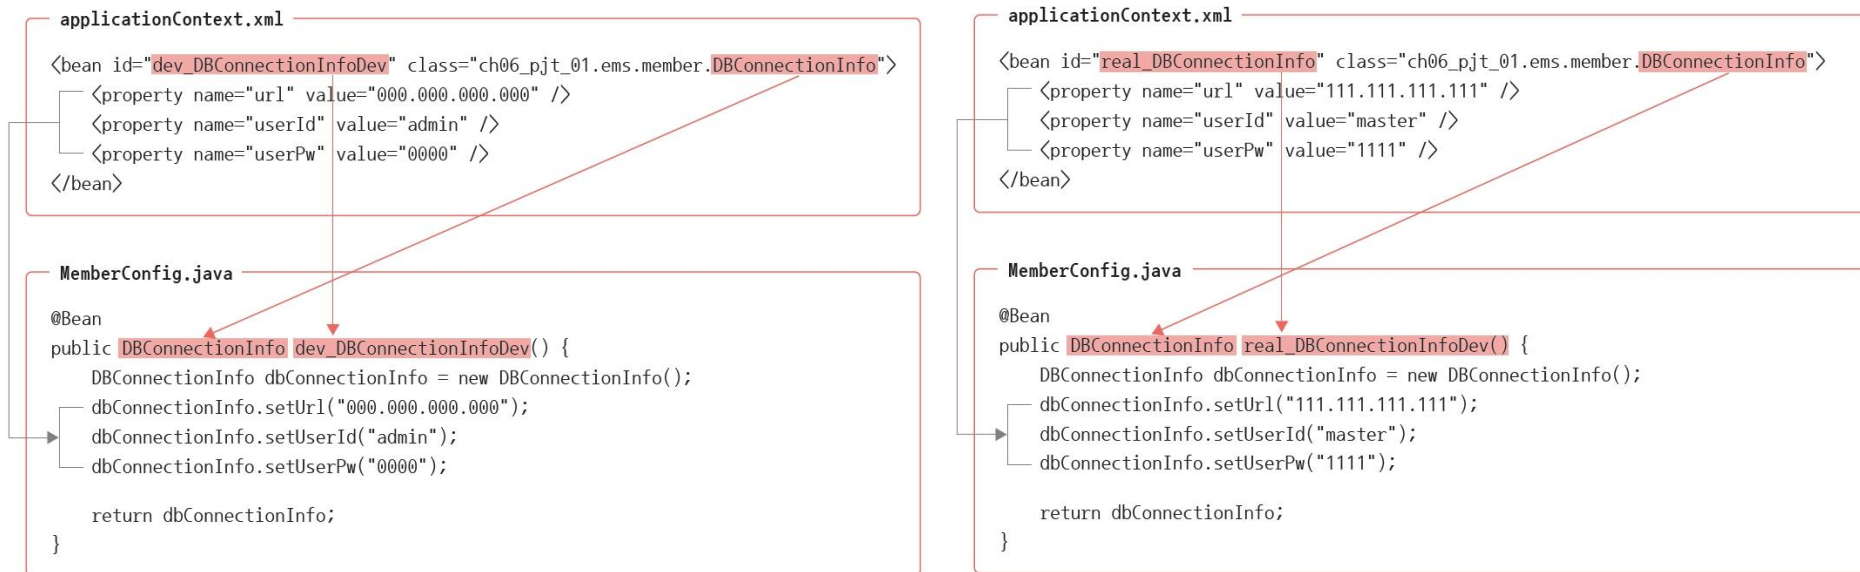 applicationContext.xml
<bean id="dev_DBConnectionInfoDev" class="ch06_pjt_01.ems.member.DBConnectionInfo">
<property name="url" value="000.000.000.000" />
<property name="userId" value="admin" />
<property name="userPw" value="0000" />
</bean>
MemberConfig.java
@Bean
public DBConnectionInfo dev_DBConnectionInfoDev() {
DBConnectionInfo dbConnectionInfo = new DBConnectionInfo();
dbConnectionInfo.setUrl("000.000.000.000");
dbConnectionInfo.setUserId("admin");
dbConnectionInfo.setUserPw("0000");
return dbConnectionInfo;
}
applicationContext.xml
<bean id="real_DBConnectionInfo" class="ch06_pjt_01.ems.member.DBConnectionInfo">
<property name="url" value="111.111.111.111" />
<property name="userId" value="master" />
<property name="userPw" value="1111" />
</bean>
MemberConfig.java
@Bean
public DBConnectionInfo real_DBConnectionInfoDev() {
DBConnectionInfo dbConnectionInfo = new DBConnectionInfo();
dbConnectionInfo.setUrl("111.111.111.111");
dbConnectionInfo.setUserId("master");
dbConnectionInfo.setUserPw("1111");
return dbConnectionInfo;
}